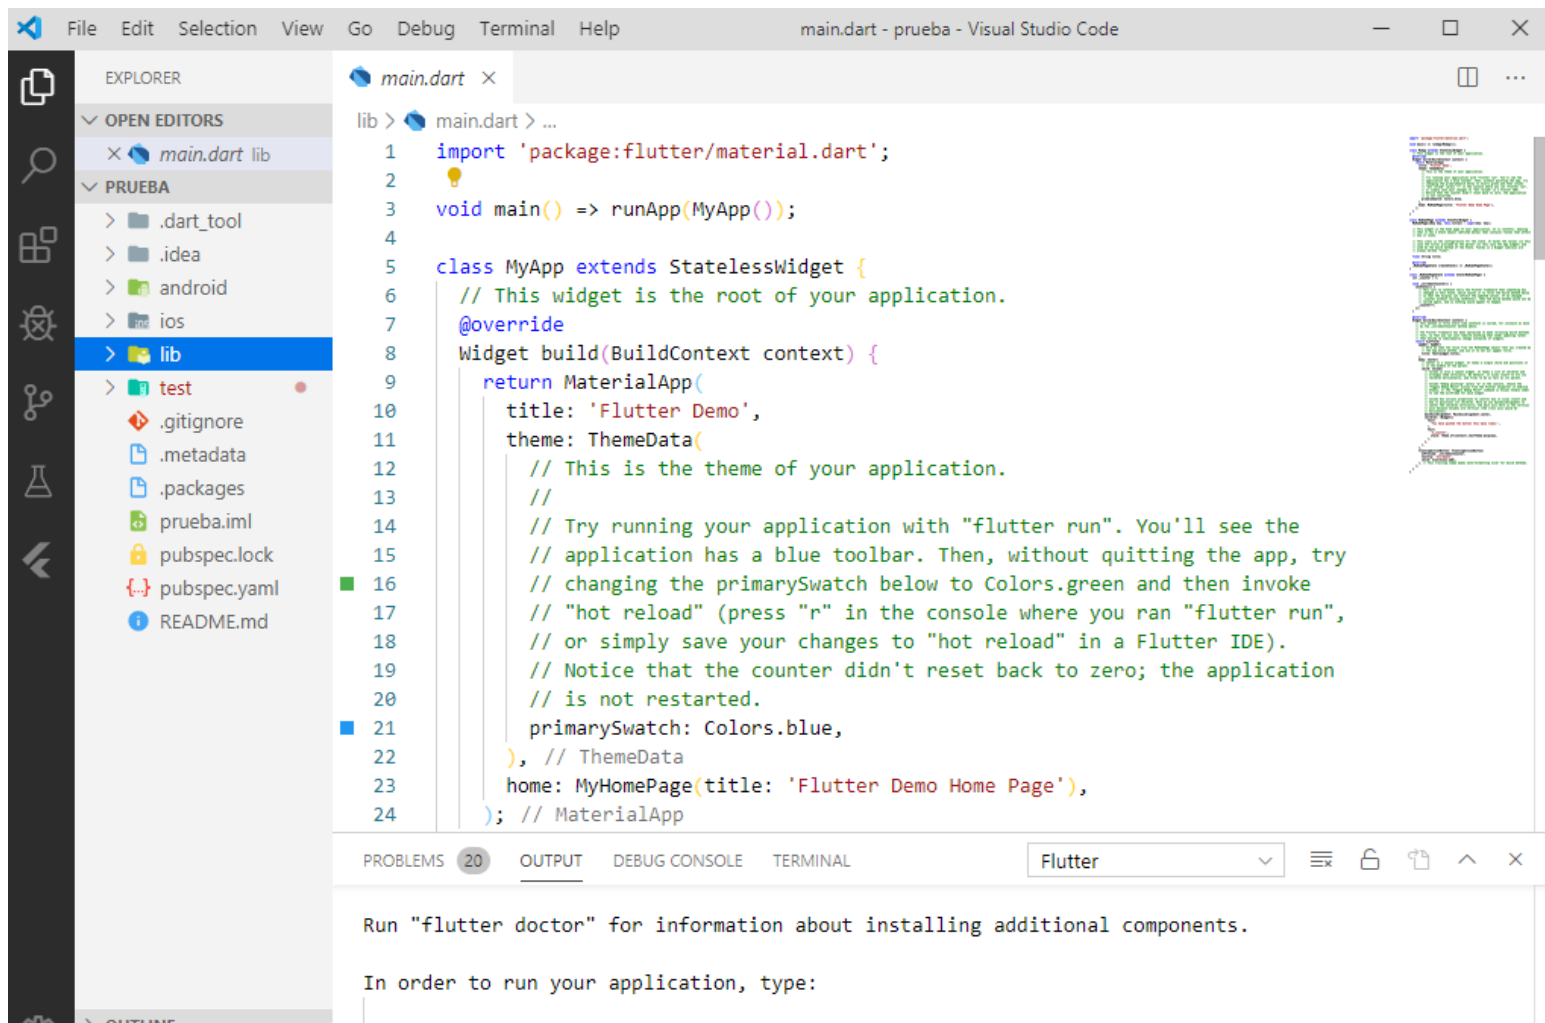 File Edit Selection View Go Debug Terminal Help main.dart - prueba - Visual Studio Code
EXPLORER
OPEN EDITORS
main.dart lib
PRUEBA
.dart_tool
.idea
android
ios
lib
test
.gitignore
.metadata
.packages
prueba.iml
pubspec.lock
pubspec.yaml
README.md
OUTLINE
main.dart
lib > main.dart > ...
1 import 'package:flutter/material.dart';
2
3 void main() => runApp(MyApp());
4
5 class MyApp extends StatelessWidget {
6 // This widget is the root of your application.
7 @override
8 Widget build(BuildContext context) {
9 return MaterialApp(
10 title: 'Flutter Demo',
11 theme: ThemeData(
12 // This is the theme of your application.
13 //
14 // Try running your application with "flutter run". You'll see the
15 // application has a blue toolbar. Then, without quitting the app, try
16 // changing the primarySwatch below to Colors.green and then invoke
17 // "hot reload" (press "r" in the console where you ran "flutter run",
18 // or simply save your changes to "hot reload" in a Flutter IDE).
19 // Notice that the counter didn't reset back to zero; the application
20 // is not restarted.
21 primarySwatch: Colors.blue,
22 ), // ThemeData
23 home: MyHomePage(title: 'Flutter Demo Home Page'),
24 ); // MaterialApp
PROBLEMS 20 OUTPUT DEBUG CONSOLE TERMINAL Flutter
Run "flutter doctor" for information about installing additional components.
In order to run your application, type: